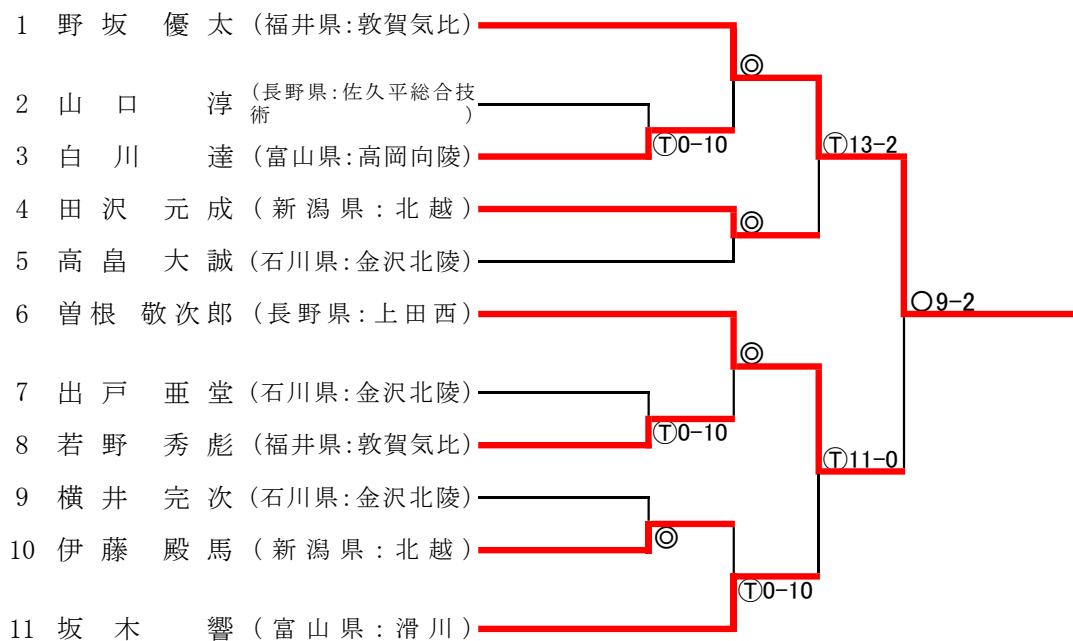 1 野坂 優太 (福井県:敦賀気比)
◎
2 山口 淳 (長野県:佐久平総合技術)
Ⓣ0-10
3 白川 達 (富山県:高岡向陵)
Ⓣ13-2
4 田沢 元成 (新潟県:北越)
◎
5 高畠 大誠 (石川県:金沢北陵)
6 曽根 敬次郎 (長野県:上田西)
○9-2
◎
7 出戸 亜堂 (石川県:金沢北陵)
Ⓣ0-10
8 若野 秀彪 (福井県:敦賀気比)
Ⓣ11-0
9 横井 完次 (石川県:金沢北陵)
◎
10 伊藤 殿馬 (新潟県:北越)
Ⓣ0-10
11 坂木 響 (富山県:滑川)